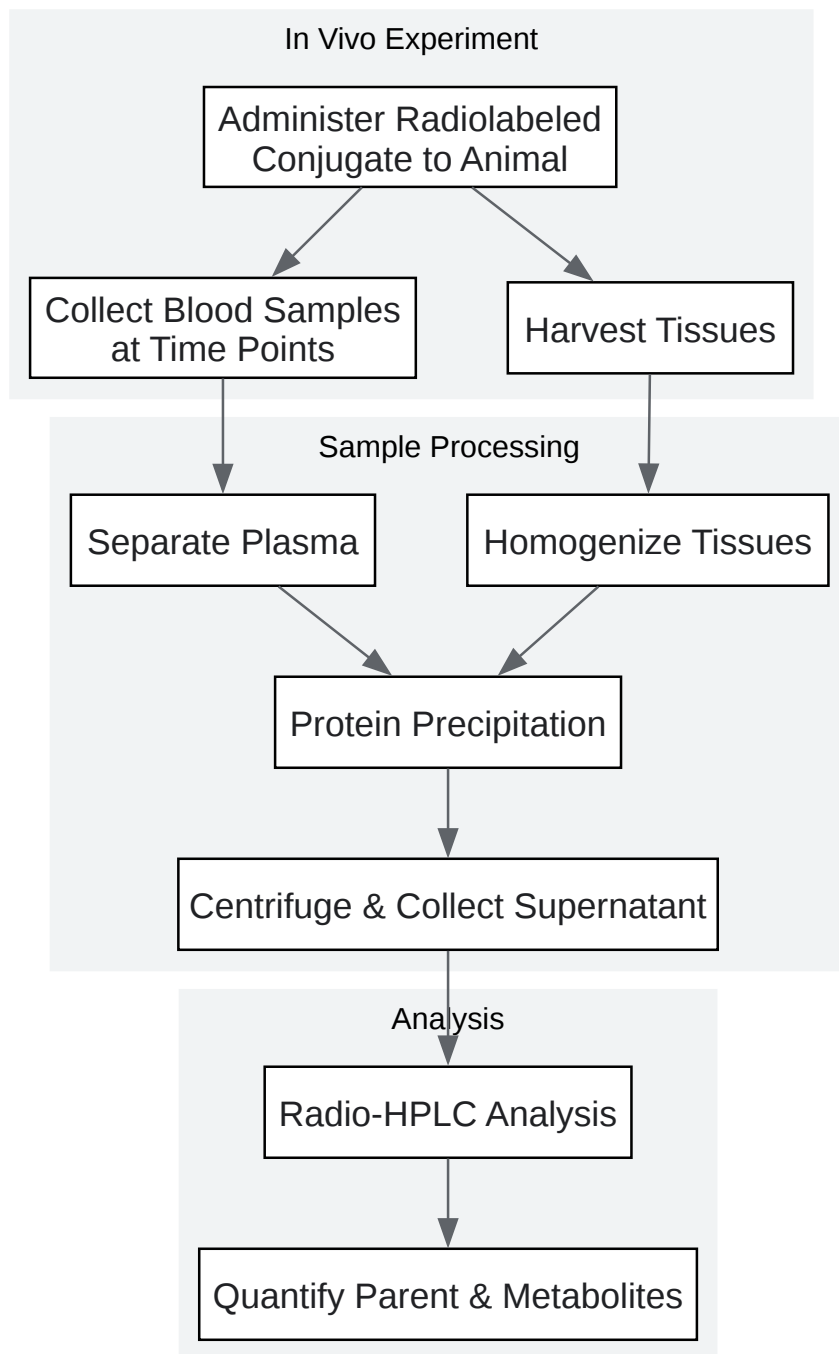 In Vivo Experiment
Administer Radiolabeled
Conjugate to Animal
Collect Blood Samples
at Time Points
Harvest Tissues
Sample Processing
Separate Plasma
Homogenize Tissues
Protein Precipitation
Centrifuge & Collect Supernatant
Analysis
Radio-HPLC Analysis
Quantify Parent & Metabolites